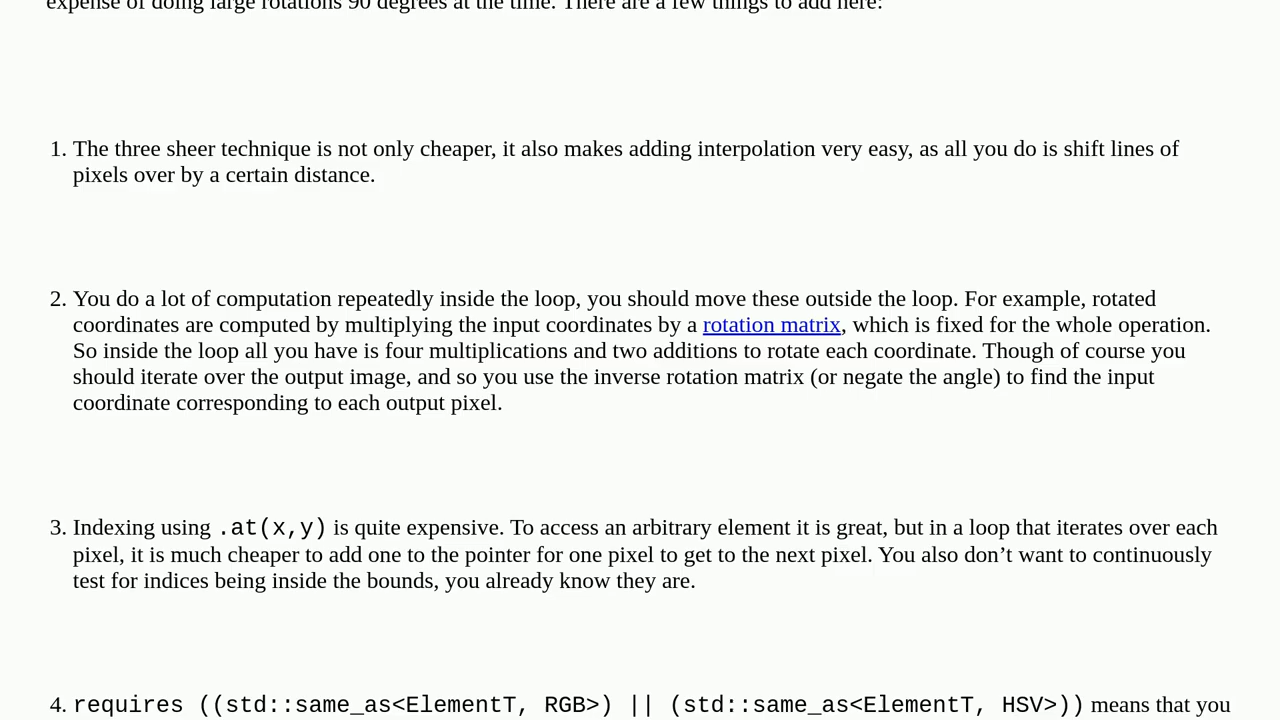 expense of doing large rotations 90 degrees at the time. There are a few things to add here:
1. The three sheer technique is not only cheaper, it also makes adding interpolation very easy, as all you do is shift lines of
pixels over by a certain distance.
2. You do a lot of computation repeatedly inside the loop, you should move these outside the loop. For example, rotated
coordinates are computed by multiplying the input coordinates by a rotation matrix, which is fixed for the whole operation.
So inside the loop all you have is four multiplications and two additions to rotate each coordinate. Though of course you
should iterate over the output image, and so you use the inverse rotation matrix (or negate the angle) to find the input
coordinate corresponding to each output pixel.
3. Indexing using .at(x,y) is quite expensive. To access an arbitrary element it is great, but in a loop that iterates over each
pixel, it is much cheaper to add one to the pointer for one pixel to get to the next pixel. You also don’t want to continuously
test for indices being inside the bounds, you already know they are.
4. requires ((std::same_as<ElementT, RGB>) || (std::same_as<ElementT, HSV>)) means that you